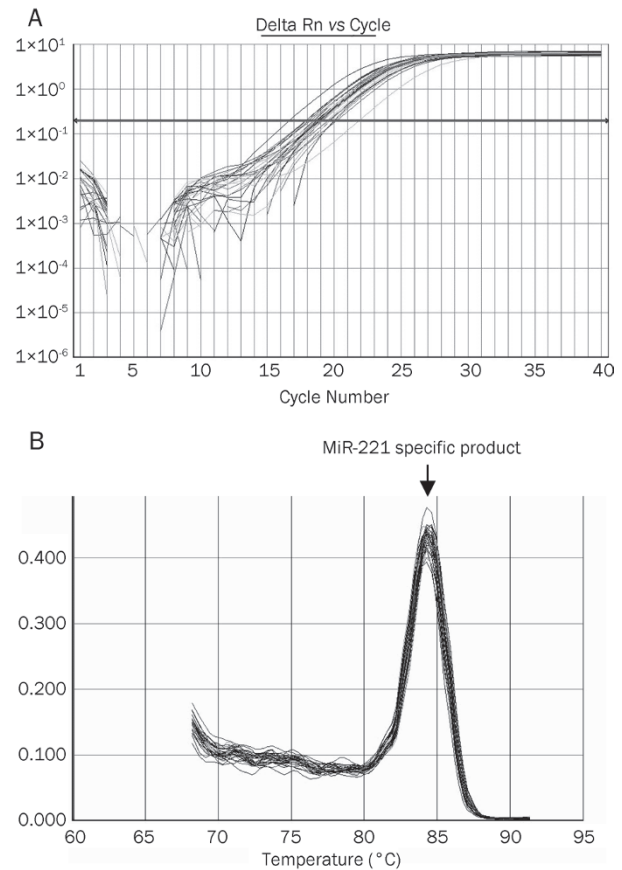 A
Delta Rn vs Cycle
1×10¹
1×10⁰
1×10⁻¹
1×10⁻²
1×10⁻³
1×10⁻⁴
1×10⁻⁵
1×10⁻⁶
1 5 10 15 20 25 30 35 40
Cycle Number
B
MiR-221 specific product
0.400
0.300
0.200
0.100
0.000
60 65 70 75 80 85 90 95
Temperature (°C)